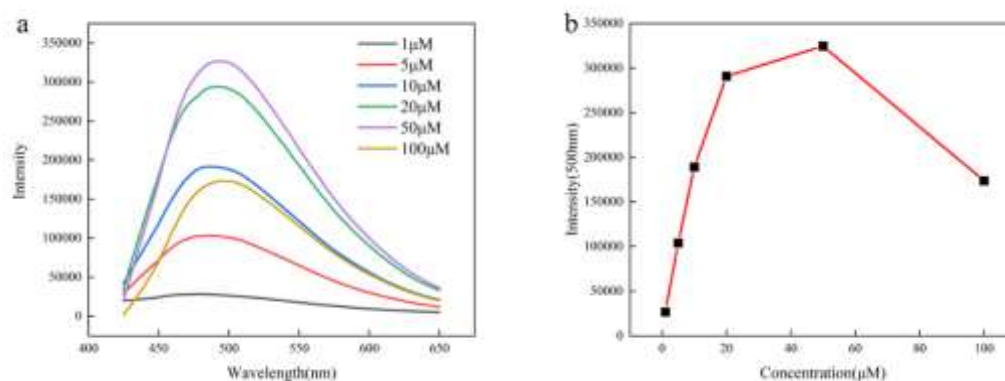 a
350000
300000
250000
200000
150000
100000
50000
0
Intensity
400 450 500 550 600 650
Wavelength(nm)
1μM
5μM
10μM
20μM
50μM
100μM
b
350000
300000
250000
200000
150000
100000
50000
0
Intensity(500nm)
0 20 40 60 80 100
Concentration(μM)